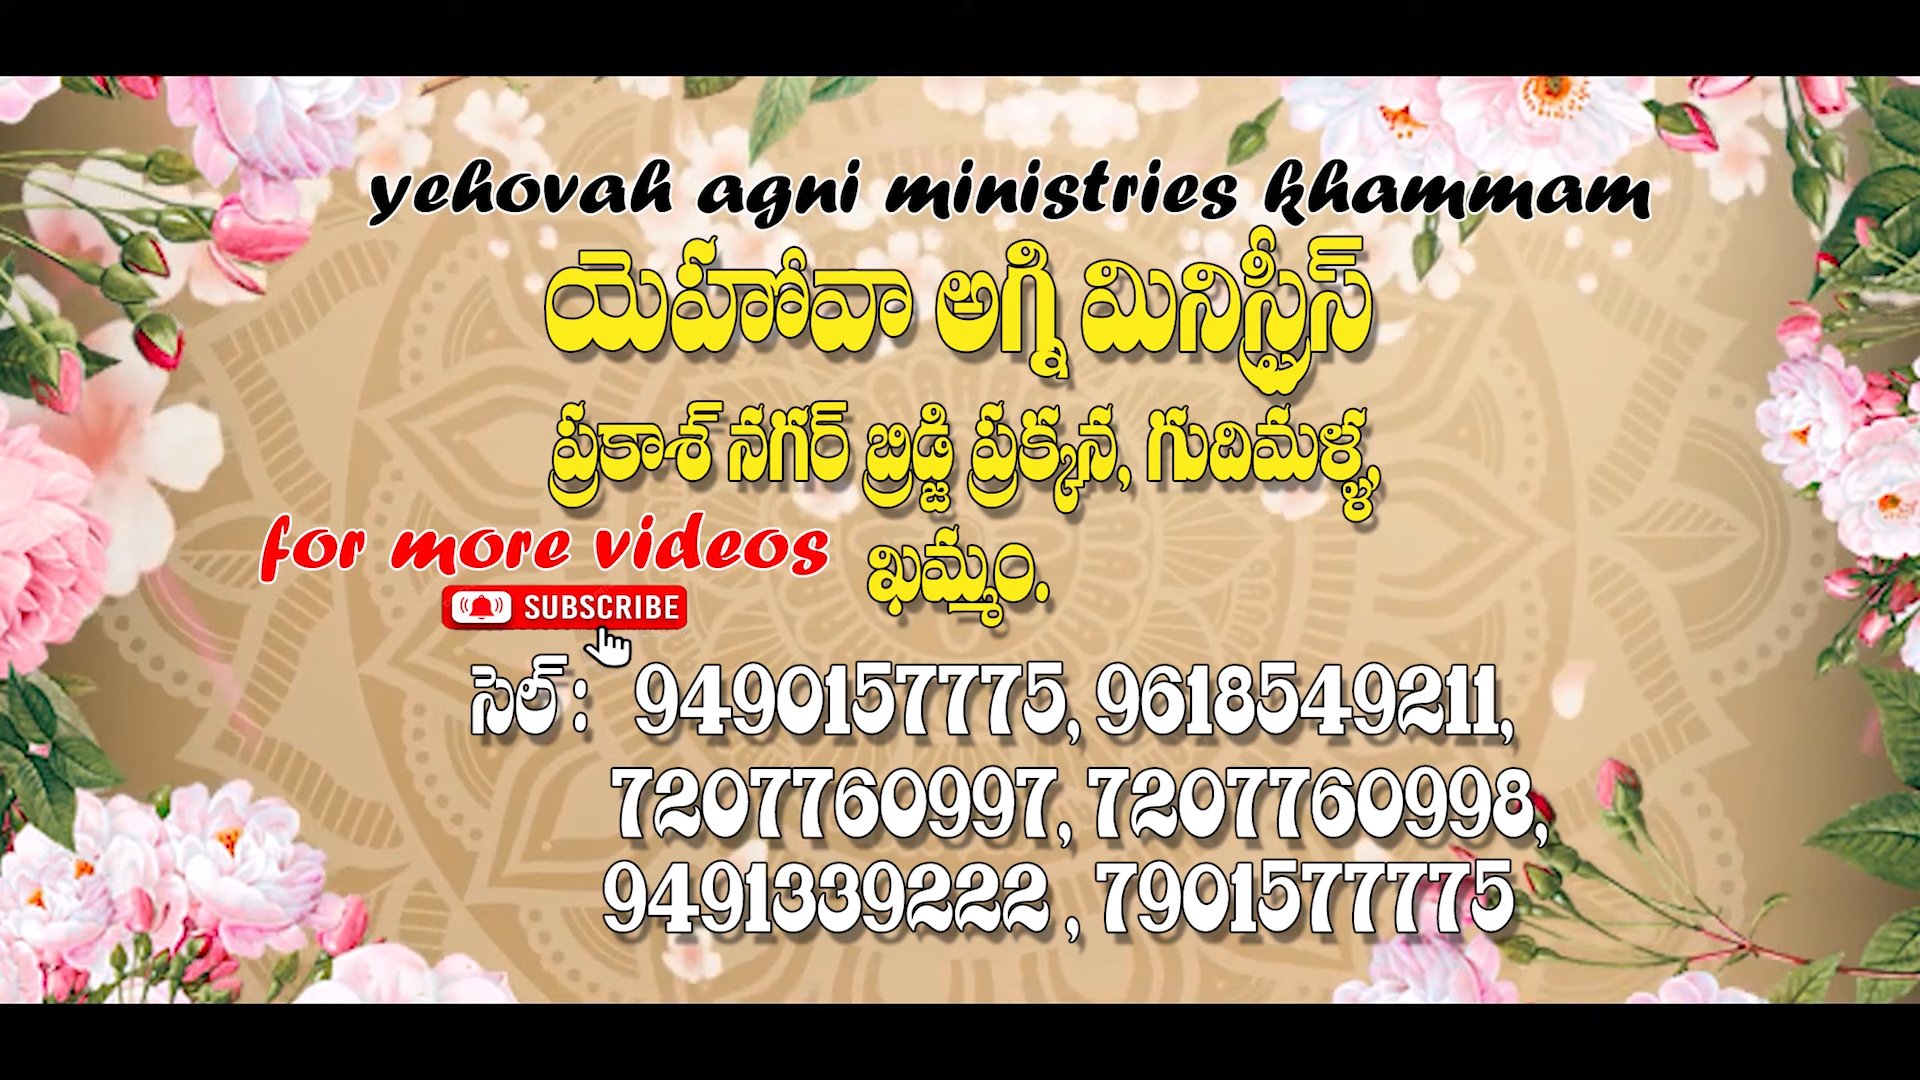 yehovah agni ministries khammam
యెహోవా అగ్ని మినిస్ట్రీస్
ప్రకాశ్ నగర్ బ్రిడ్జి ప్రక్కన, గుదిమళ్ళ,
for more videos
ఖమ్మం.
SUBSCRIBE
సెల్ : 9490157775, 9618549211,
7207760997, 7207760998,
9491339222 , 7901577775